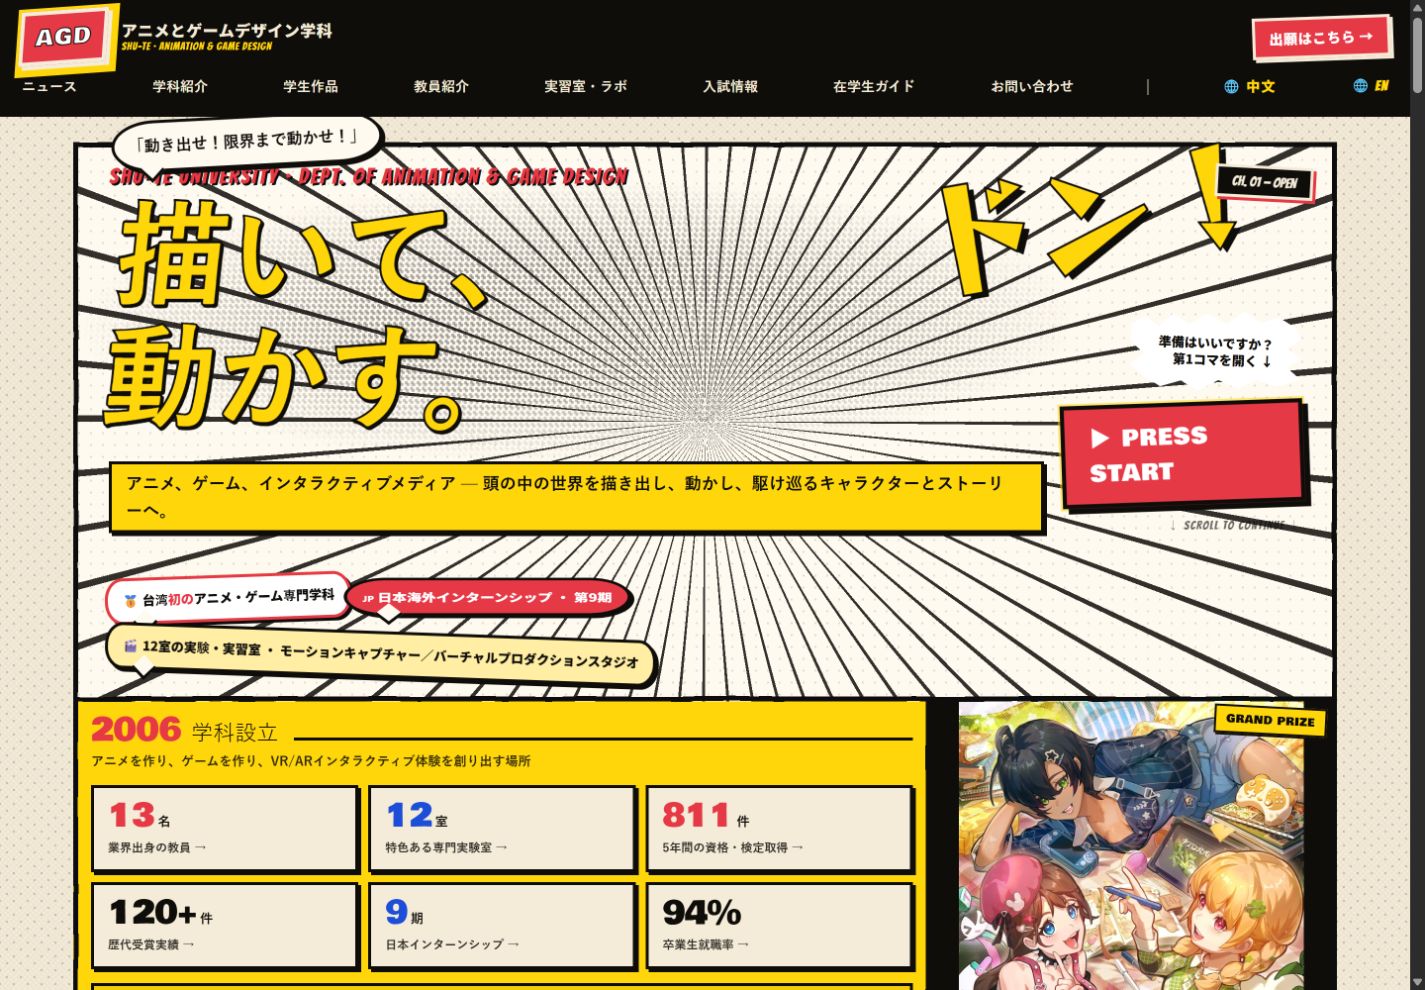 AGD
アニメとゲームデザイン学科
SHU-TE・ANIMATION & GAME DESIGN
出願はこちら →
ニュース
学科紹介
学生作品
教員紹介
実習室・ラボ
入試情報
在学生ガイド
お問い合わせ
中文
EN
「動き出せ！限界まで動かせ！」
SHU-TE UNIVERSITY・DEPT. OF ANIMATION & GAME DESIGN
ドン！
CH. 01 — OPEN
描いて、
動かす。
準備はいいですか？
第1コマを開く ↓
▶ PRESS
START
アニメ、ゲーム、インタラクティブメディア — 頭の中の世界を描き出し、動かし、駆け巡るキャラクターとストーリ
ーへ。
↓ SCROLL TO CONTINUE ↓
台湾初のアニメ・ゲーム専門学科
JP 日本海外インターンシップ ・ 第9期
12室の実験・実習室 ・ モーションキャプチャー／バーチャルプロダクションスタジオ
2006 学科設立
GRAND PRIZE
アニメを作り、ゲームを作り、VR/ARインタラクティブ体験を創り出す場所
13名
業界出身の教員 →
12室
特色ある専門実験室 →
811件
5年間の資格・検定取得 →
120+件
歴代受賞実績 →
9期
日本インターンシップ →
94%
卒業生就職率 →